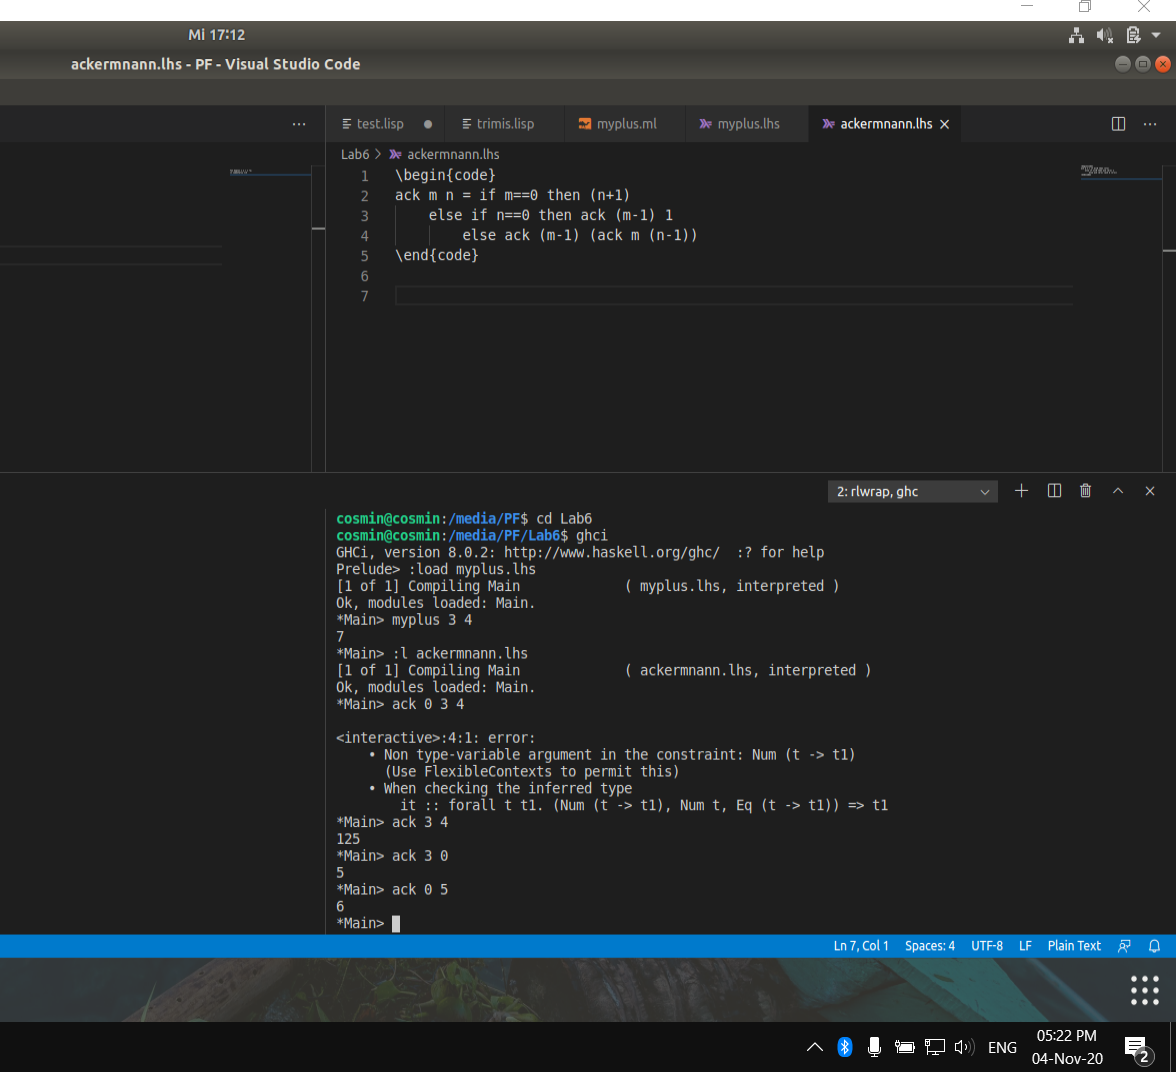 Mi 17:12
ackermnann.lhs - PF - Visual Studio Code
test.lisp
trimis.lisp
myplus.ml
myplus.lhs
ackermnann.lhs
Lab6 > ackermnann.lhs
1 \begin{code}
2 ack m n = if m==0 then (n+1)
3 else if n==0 then ack (m-1) 1
4 else ack (m-1) (ack m (n-1))
5 \end{code}
6
7
2: rlwrap, ghc
cosmin@cosmin:/media/PF$ cd Lab6
cosmin@cosmin:/media/PF/Lab6$ ghci
GHCi, version 8.0.2: http://www.haskell.org/ghc/  :? for help
Prelude> :load myplus.lhs
[1 of 1] Compiling Main             ( myplus.lhs, interpreted )
Ok, modules loaded: Main.
*Main> myplus 3 4
7
*Main> :l ackermnann.lhs
[1 of 1] Compiling Main             ( ackermnann.lhs, interpreted )
Ok, modules loaded: Main.
*Main> ack 0 3 4
<interactive>:4:1: error:
• Non type-variable argument in the constraint: Num (t -> t1)
(Use FlexibleContexts to permit this)
• When checking the inferred type
it :: forall t t1. (Num (t -> t1), Num t, Eq (t -> t1)) => t1
*Main> ack 3 4
125
*Main> ack 3 0
5
*Main> ack 0 5
6
*Main>
Ln 7, Col 1 Spaces: 4 UTF-8 LF Plain Text
ENG
05:22 PM
04-Nov-20
2